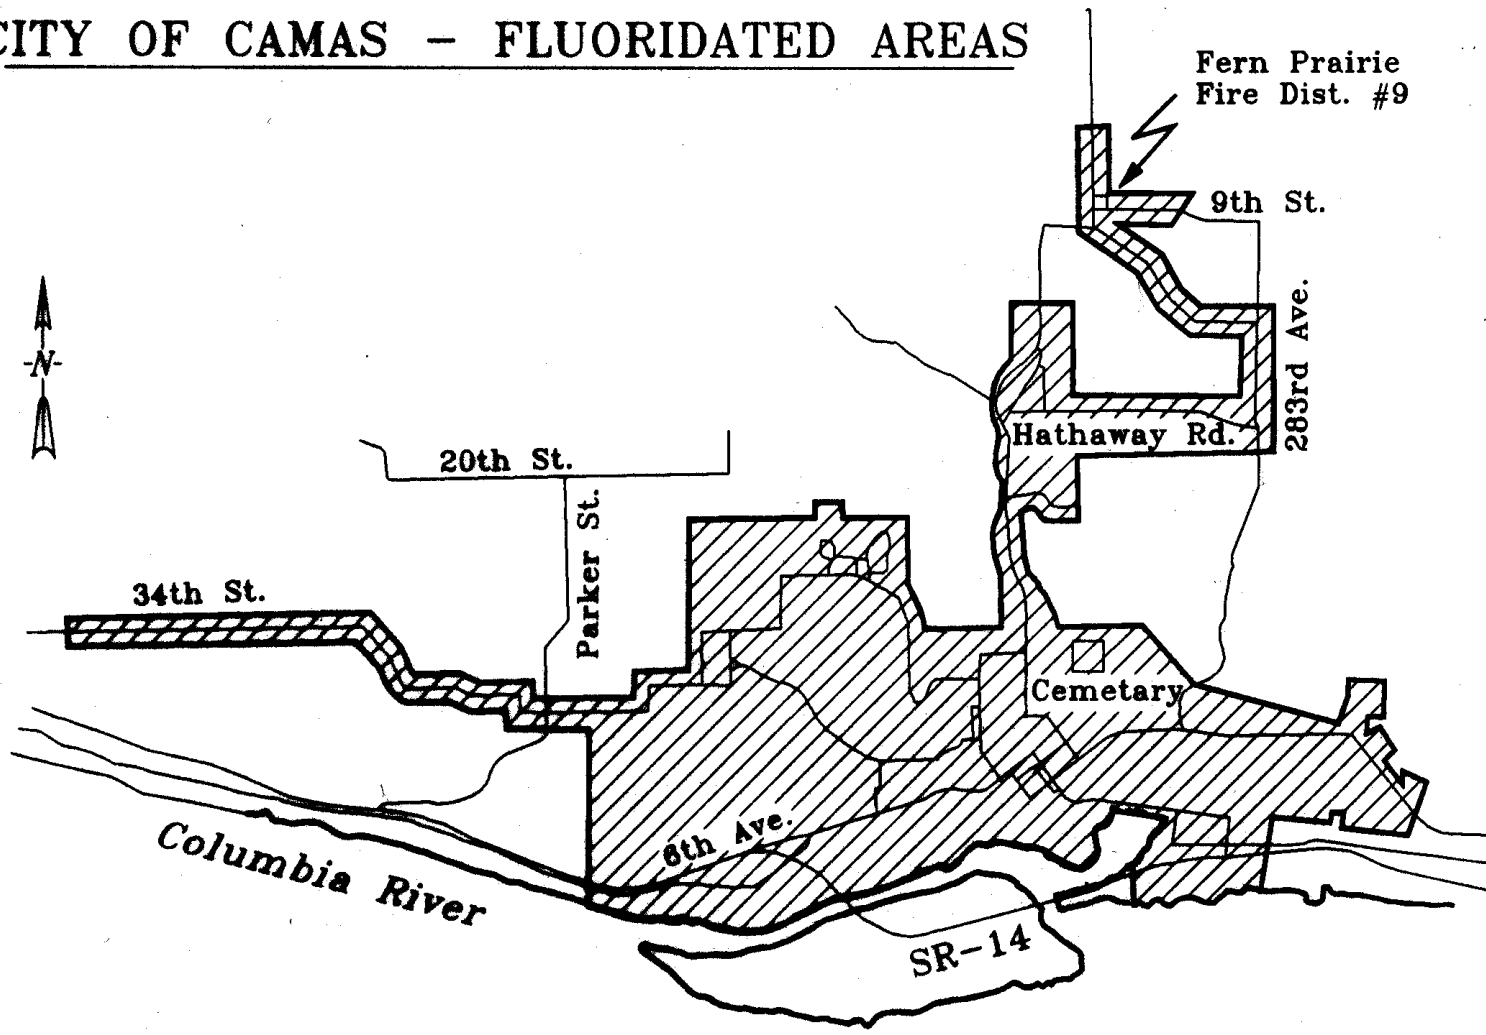 CITY OF CAMAS - FLUORIDATED AREAS
Fern Prairie
Fire Dist. #9
9th St.
283rd Ave.
-N-
Hathaway Rd.
20th St.
Parker St.
34th St.
Cemetary
6th Ave.
Columbia River
SR-14